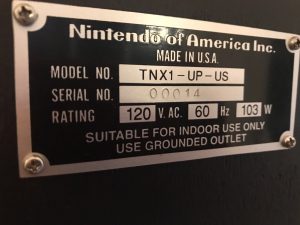 Nintendo of America Inc.
MADE IN U.S.A.
MODEL NO. TNX1-UP-US
SERIAL NO. 00014
RATING 120 V. AC. 60 Hz 103 W
SUITABLE FOR INDOOR USE ONLY
USE GROUNDED OUTLET